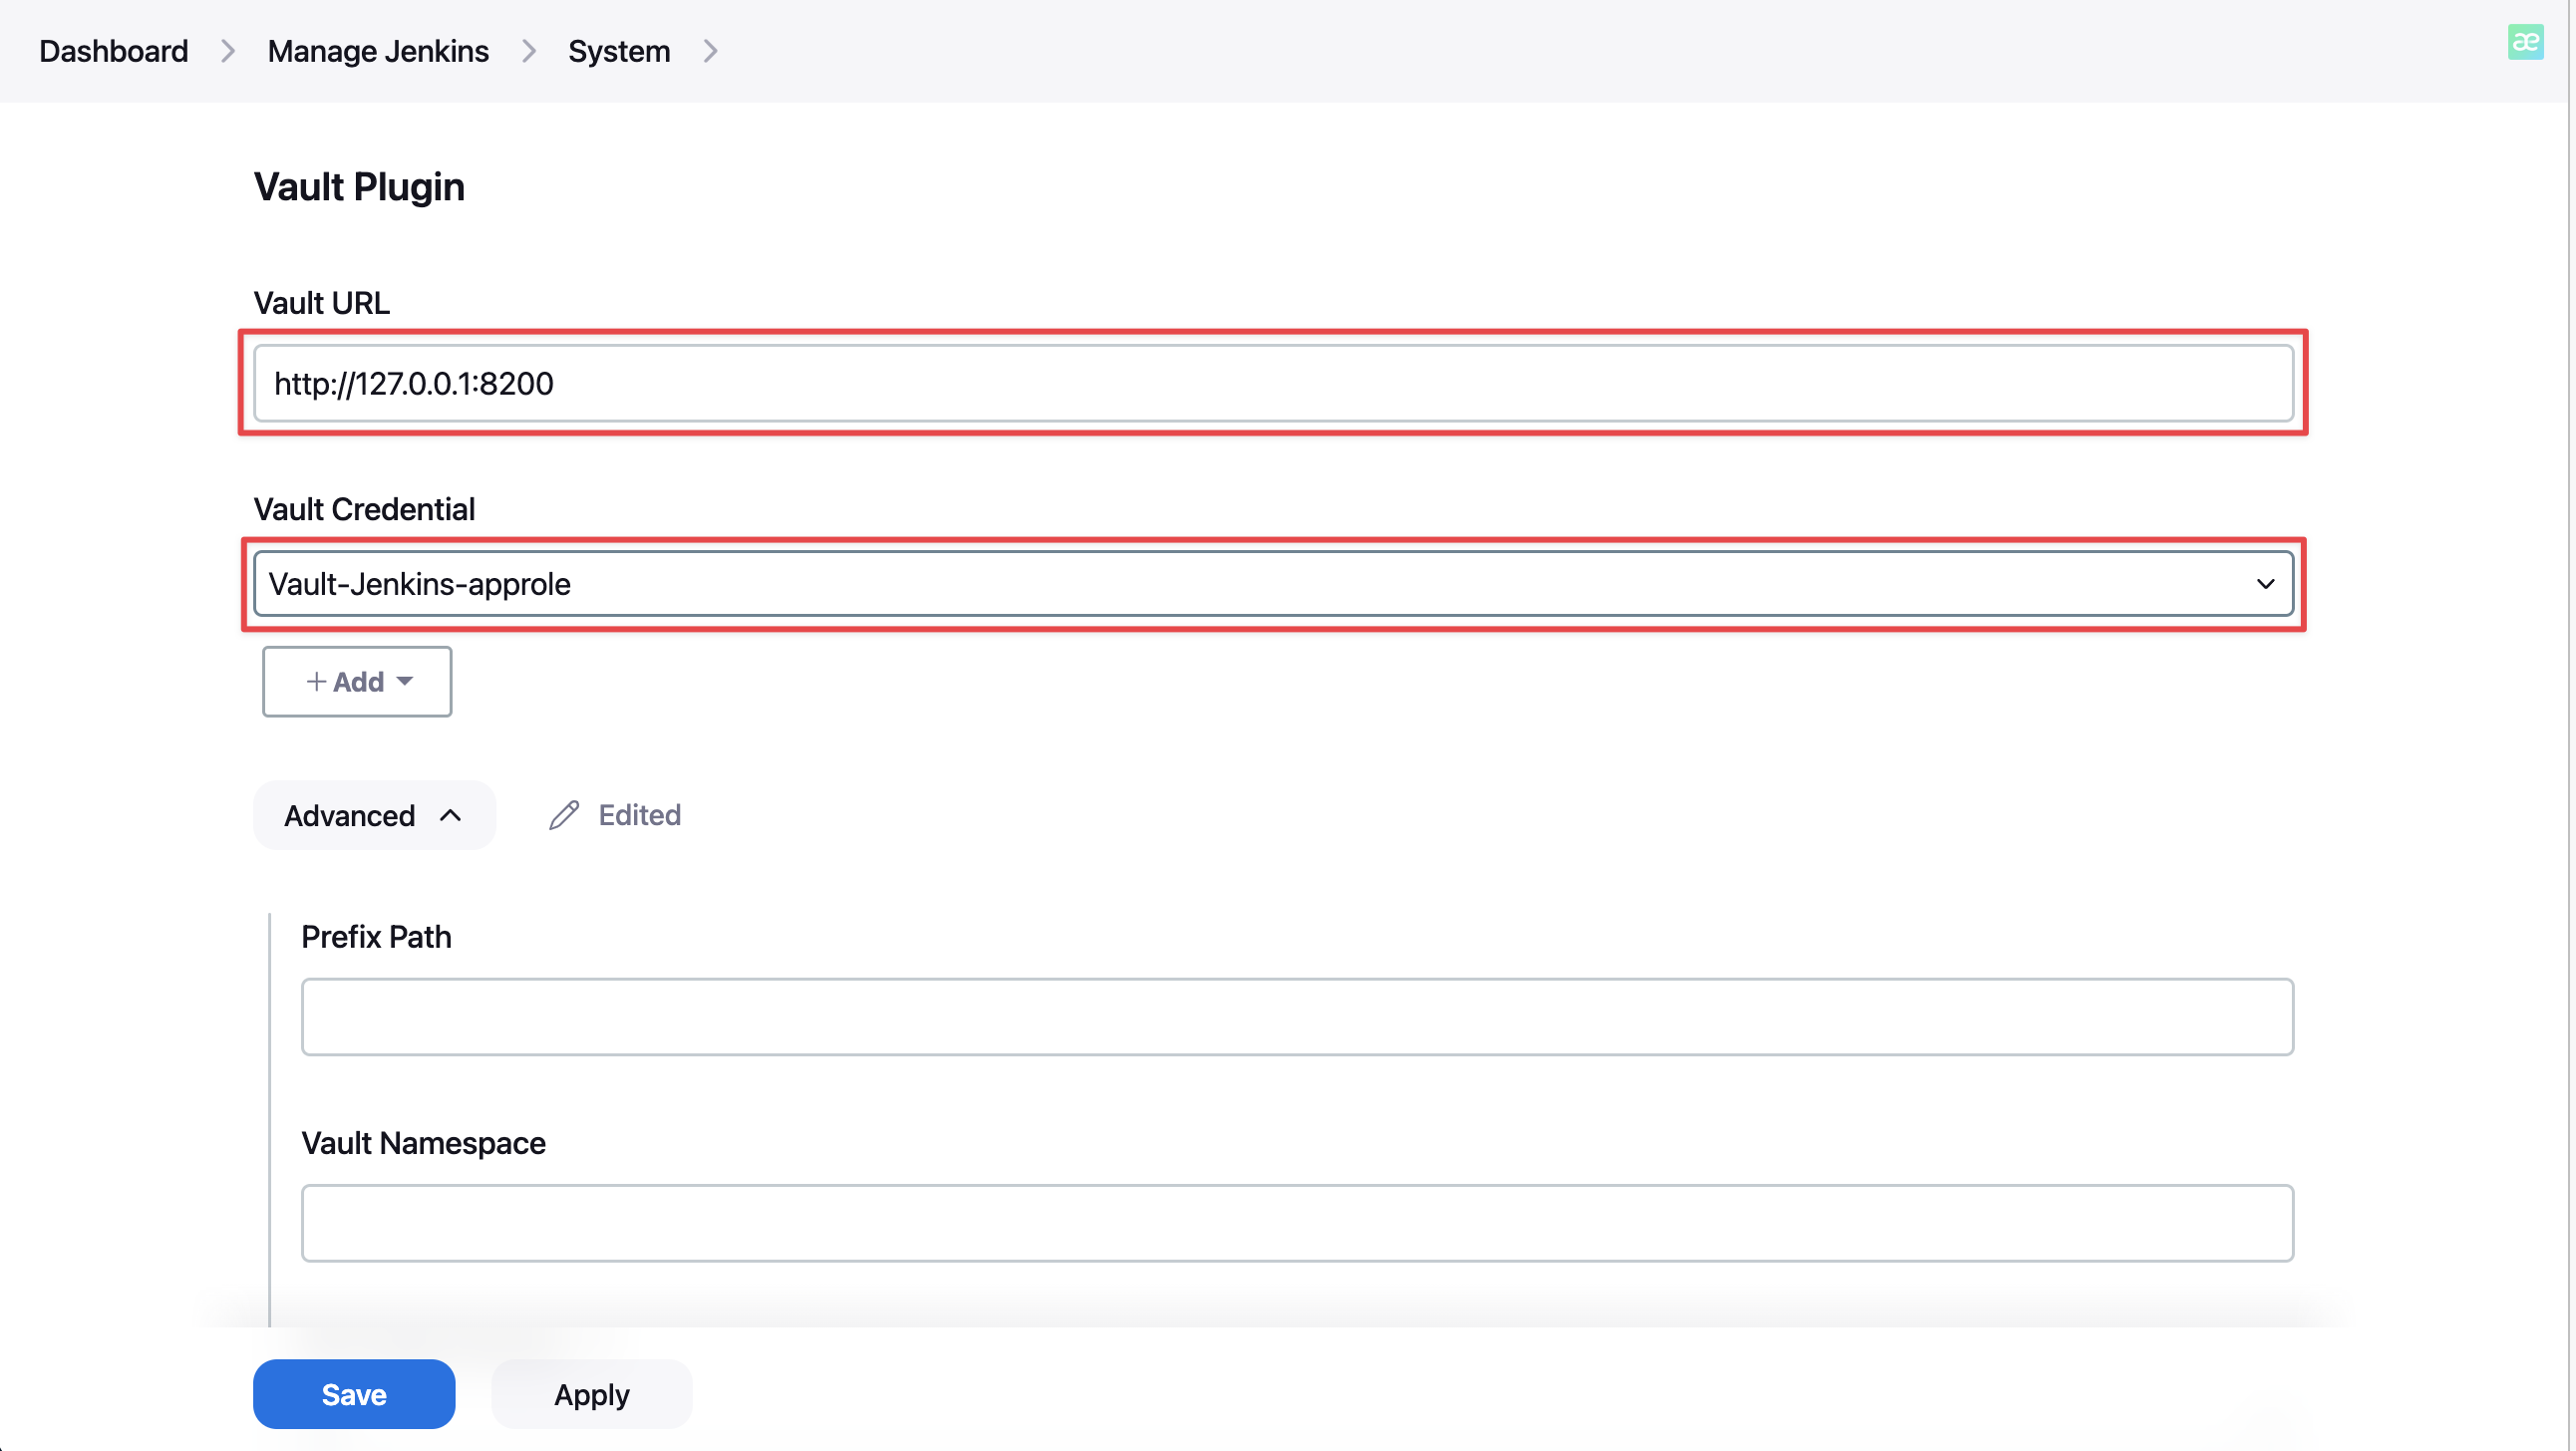 Dashboard > Manage Jenkins > System >
æ
Vault Plugin
Vault URL
http://127.0.0.1:8200
Vault Credential
Vault-Jenkins-approle
+ Add
Advanced Edited
Prefix Path
Vault Namespace
Save Apply